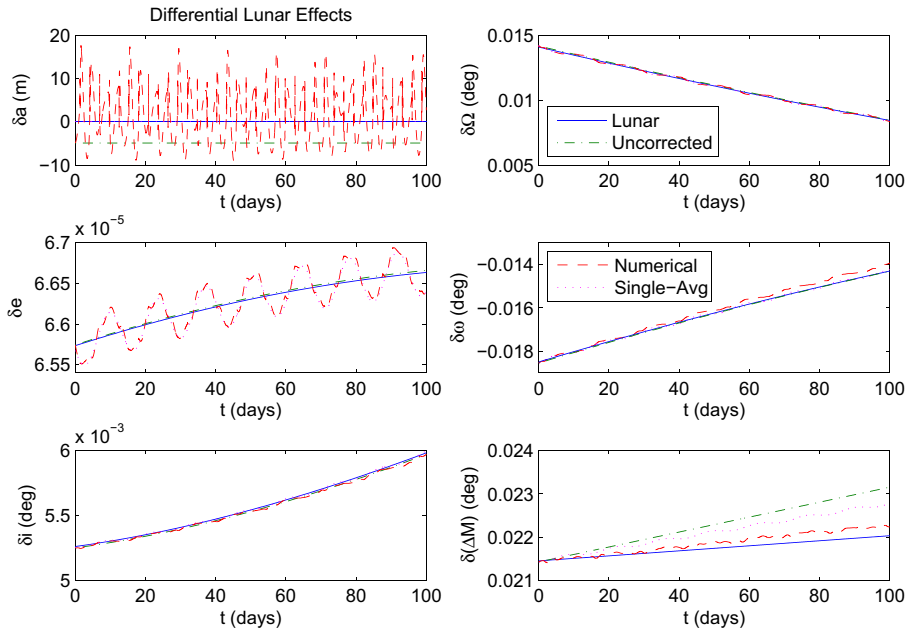 Differential Lunar Effects
20
10
0
−10
δa (m)
0 20 40 60 80 100
t (days)
0.015
0.01
0.005
δΩ (deg)
Lunar
Uncorrected
0 20 40 60 80 100
t (days)
x 10⁻⁵
6.7
6.65
6.6
6.55
δe
0 20 40 60 80 100
t (days)
−0.014
−0.016
−0.018
δω (deg)
Numerical
Single−Avg
0 20 40 60 80 100
t (days)
x 10⁻³
6
5.5
5
δi (deg)
0 20 40 60 80 100
t (days)
0.024
0.023
0.022
0.021
δ(ΔM) (deg)
0 20 40 60 80 100
t (days)